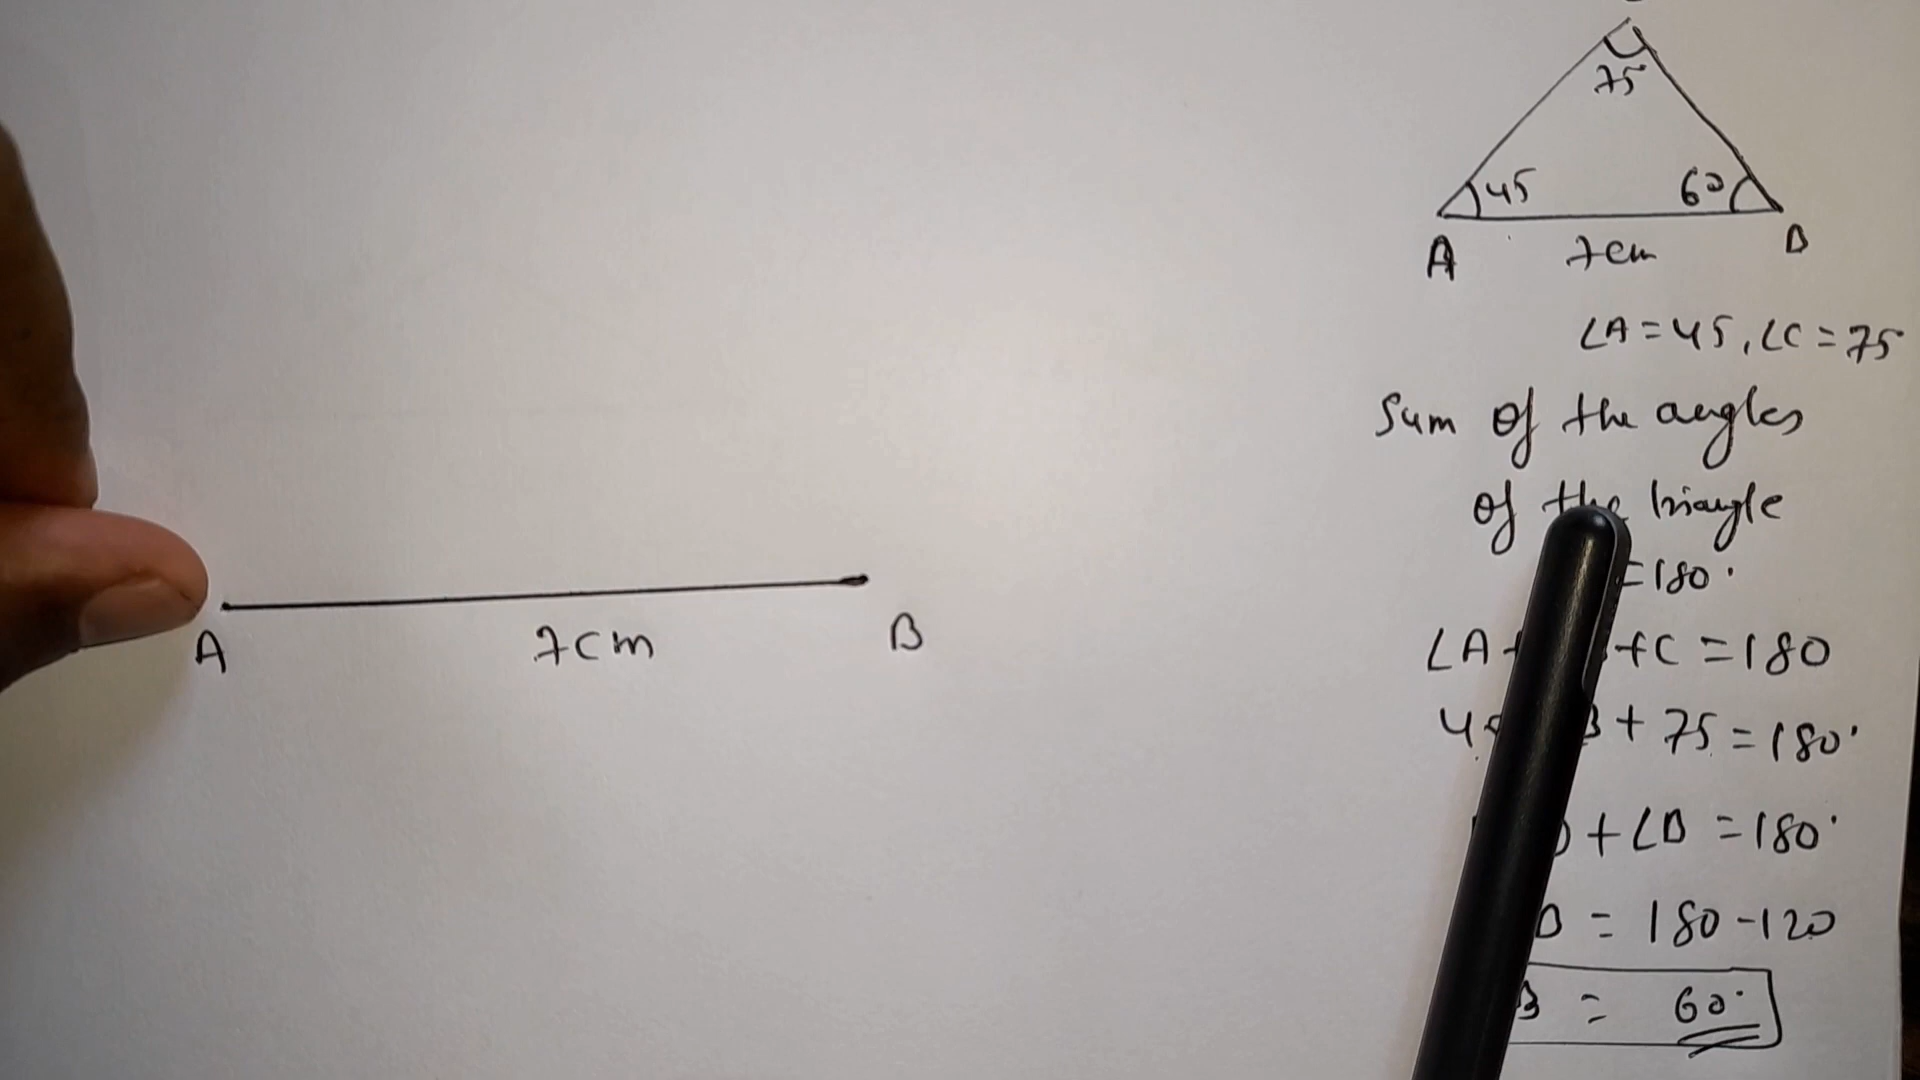 75
45 60
A 7cm B
∠A = 45, ∠C = 75
Sum of the angles
of the triangle
= 180°
∠A + +C = 180
45 B + 75 = 180°
+ ∠B = 180°
B = 180 - 120
B = 60°
A 7cm B